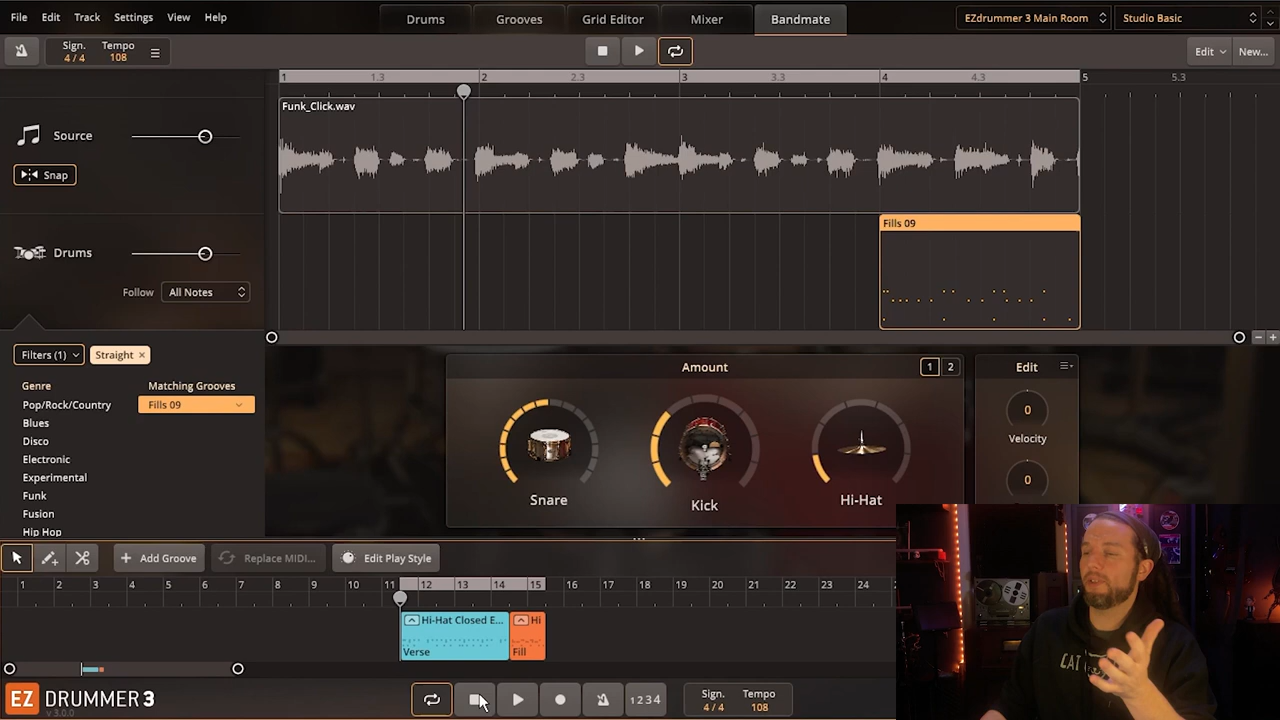 File Edit Track Settings View Help
Drums Grooves Grid Editor Mixer Bandmate
EZdrummer 3 Main Room Studio Basic
Sign. 4/4 Tempo 108
Edit New...
1 1.3 2 2.3 3 3.3 4 4.3 5 5.3
Funk_Click.wav
Source
Snap
Fills 09
Drums
Follow All Notes
Filters (1) Straight ×
Genre Matching Grooves
Pop/Rock/Country Fills 09
Blues
Disco
Electronic
Experimental
Funk
Fusion
Hip Hop
Amount 1 2
Snare Kick Hi-Hat
Edit
0
Velocity
0
+ Add Groove Replace MIDI... Edit Play Style
1 2 3 4 5 6 7 8 9 10 11 12 13 14 15 16 17 18 19 20 21 22 23 24
Hi-Hat Closed E... Hi
Verse Fill
EZ DRUMMER 3
v 3.0.0
1 2 3 4
Sign. 4/4 Tempo 108
CAT